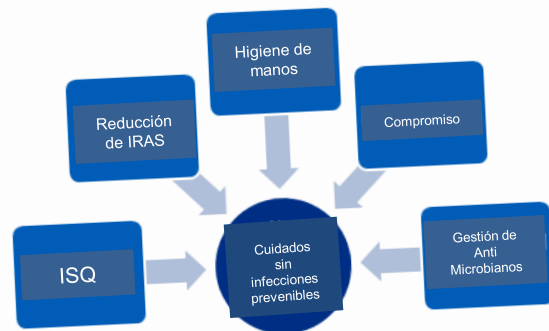 Higiene de
manos
Reducción
de IRAS
Compromiso
ISQ
Cuidados
sin
infecciones
prevenibles
Gestión de
Anti
Microbianos